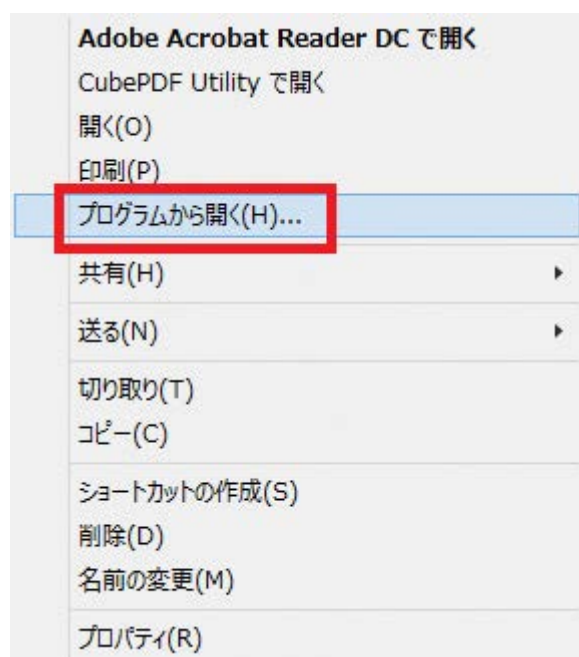 Adobe Acrobat Reader DC で開く
CubePDF Utility で開く
開く(O)
印刷(P)
プログラムから開く(H)...
共有(H)
送る(N)
切り取り(T)
コピー(C)
ショートカットの作成(S)
削除(D)
名前の変更(M)
プロパティ(R)